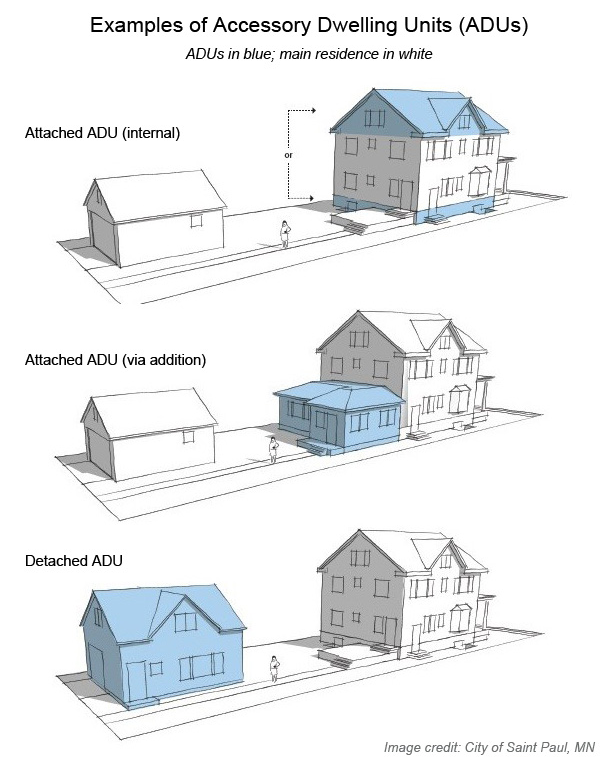 Examples of Accessory Dwelling Units (ADUs)
ADUs in blue; main residence in white
Attached ADU (internal)
or
Attached ADU (via addition)
Detached ADU
Image credit: City of Saint Paul, MN